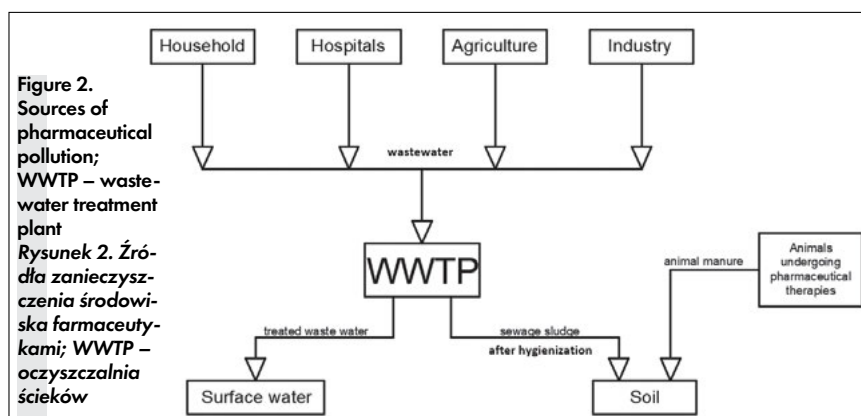 Household
Hospitals
Agriculture
Industry
Figure 2.
Sources of
pharmaceutical
pollution;
WWTP – waste-
water treatment
plant
Rysunek 2. Źró-
dła zanieczysz-
czenia środowi-
ska farmaceuty-
kami; WWTP –
oczyszczalnia
ścieków
wastewater
WWTP
animal manure
Animals
undergoing
pharmaceutical
therapies
treated waste water
sewage sludge
after hygienization
Surface water
Soil